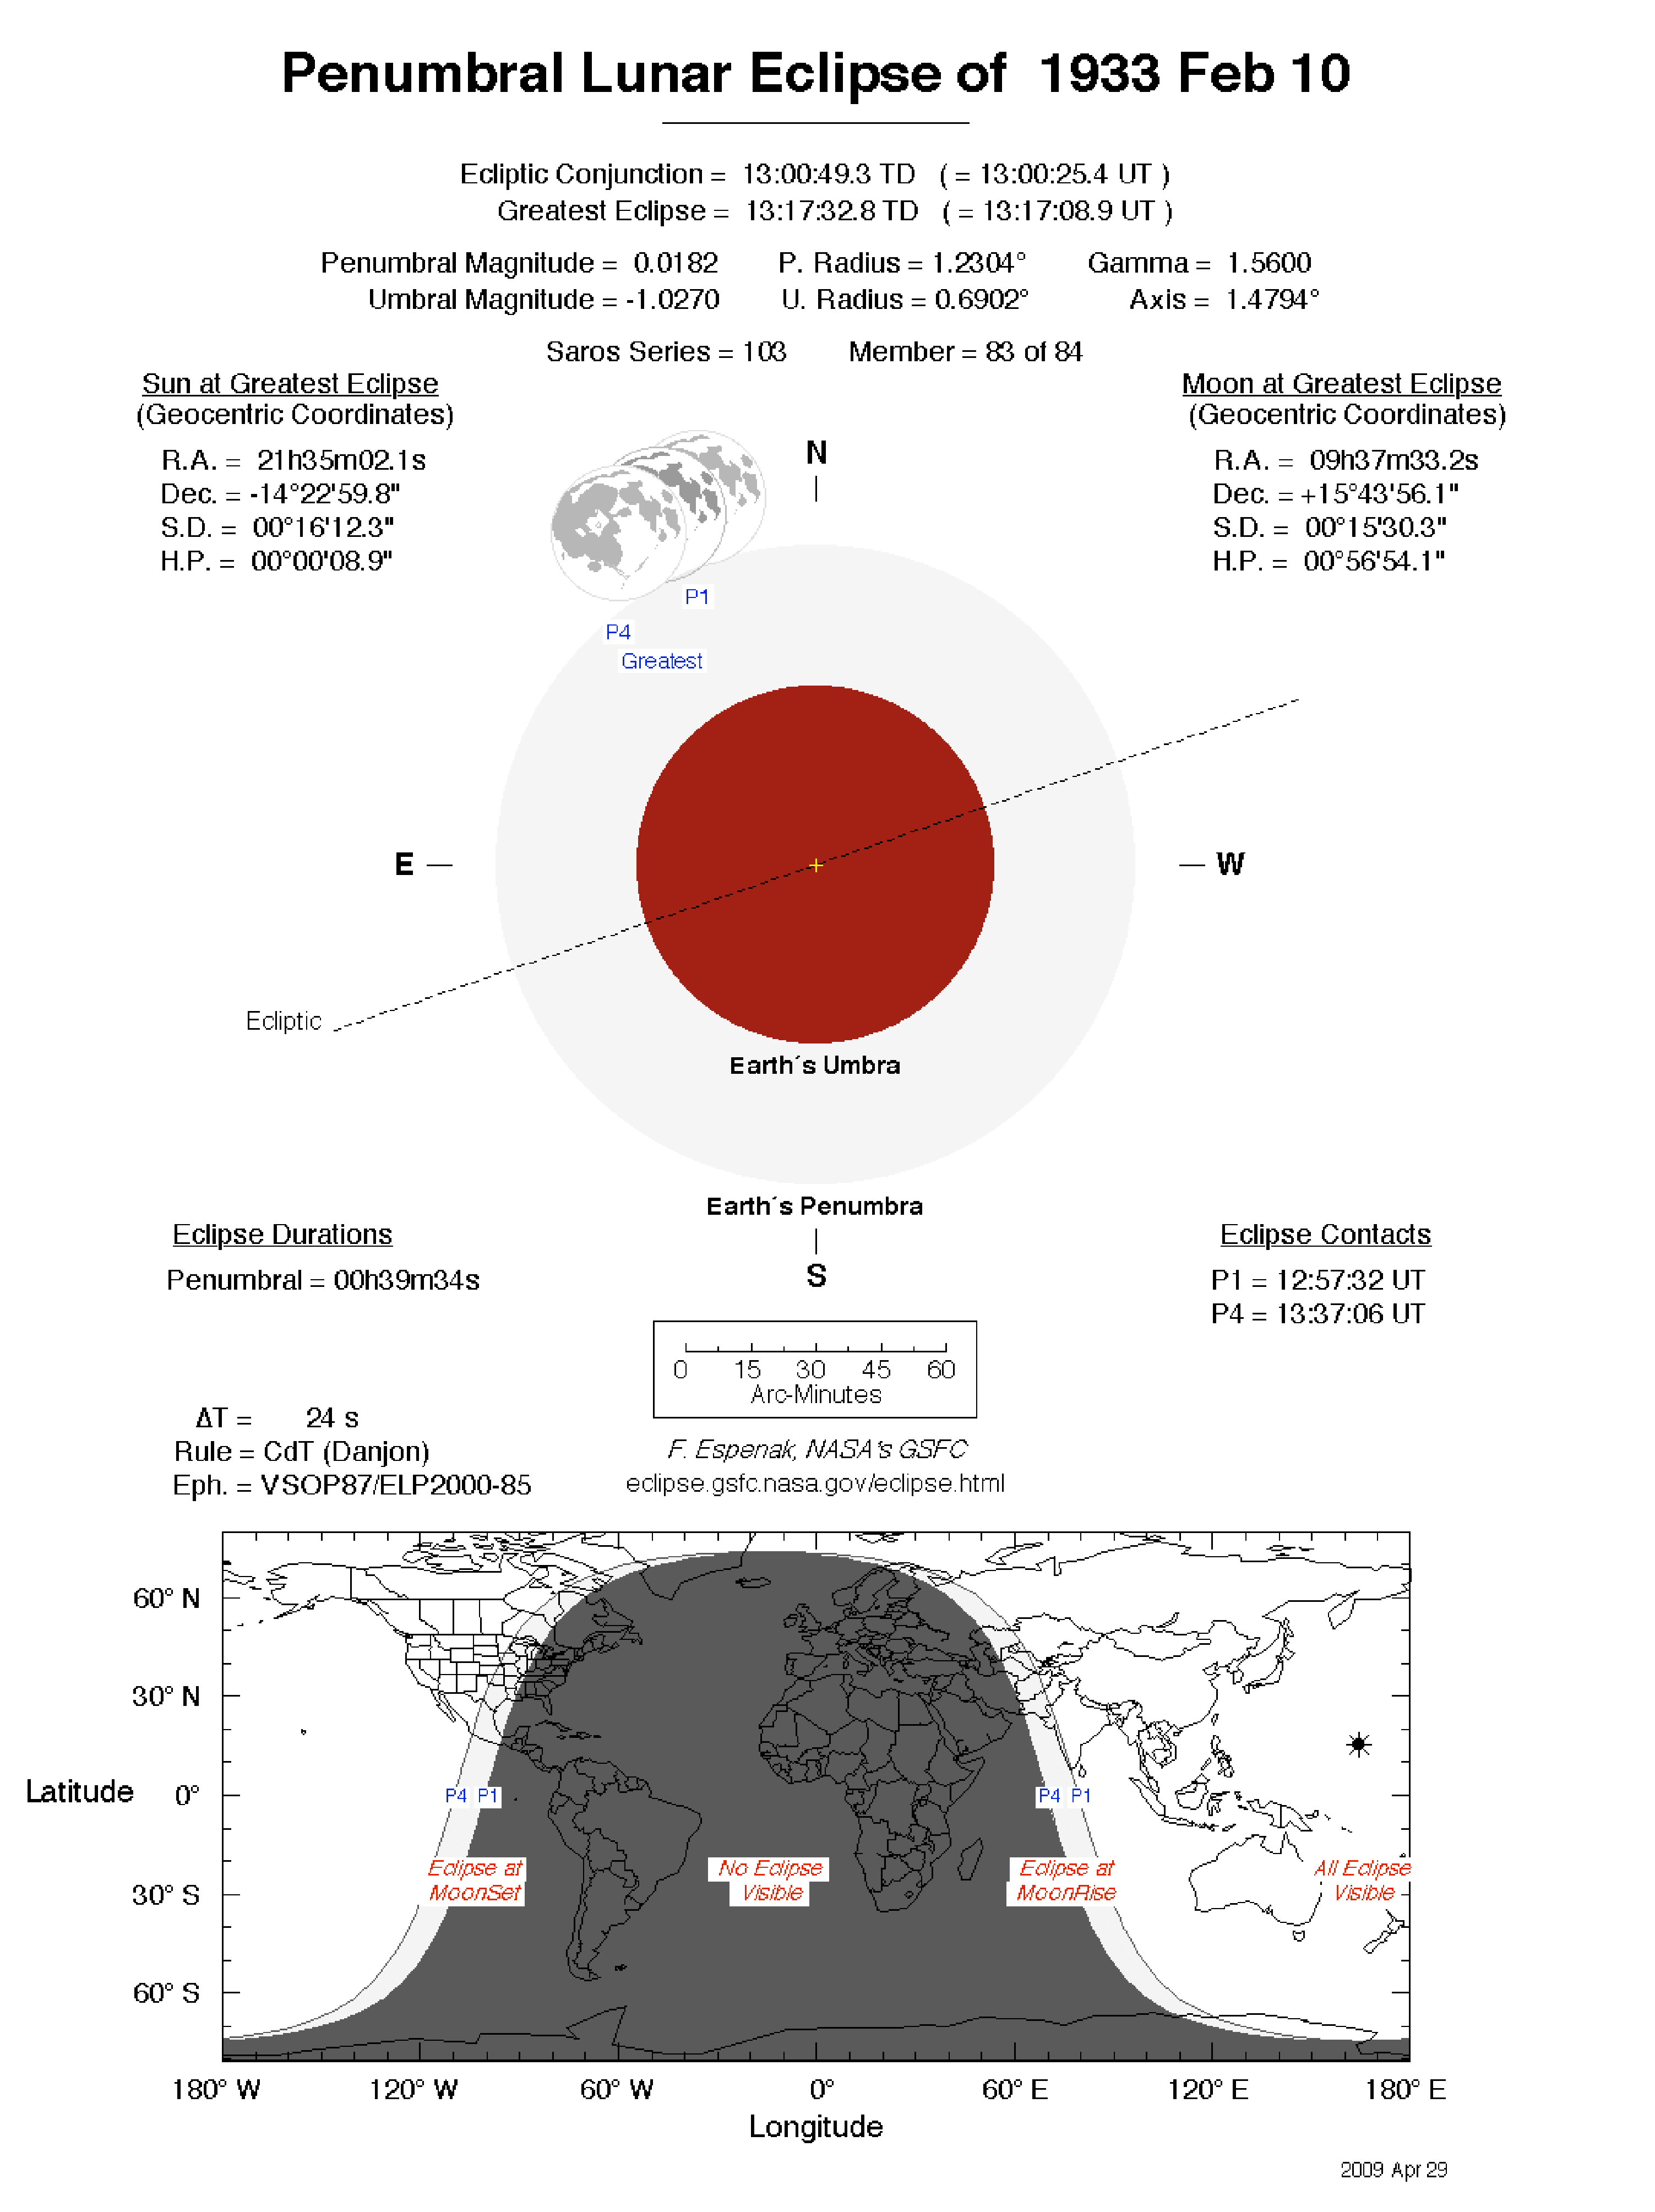 Penumbral Lunar Eclipse of 1933 Feb 10
Ecliptic Conjunction = 13:00:49.3 TD ( = 13:00:25.4 UT )
Greatest Eclipse = 13:17:32.8 TD ( = 13:17:08.9 UT )
Penumbral Magnitude = 0.0182 P. Radius = 1.2304° Gamma = 1.5600
Umbral Magnitude = -1.0270 U. Radius = 0.6902° Axis = 1.4794°
Saros Series = 103 Member = 83 of 84
Sun at Greatest Eclipse
(Geocentric Coordinates)
R.A. = 21h35m02.1s
Dec. = -14°22'59.8"
S.D. = 00°16'12.3"
H.P. = 00°00'08.9"
Moon at Greatest Eclipse
(Geocentric Coordinates)
R.A. = 09h37m33.2s
Dec. = +15°43'56.1"
S.D. = 00°15'30.3"
H.P. = 00°56'54.1"
N
P1
P4
Greatest
E
W
Ecliptic
Earth´s Umbra
Earth´s Penumbra
S
Eclipse Durations
Penumbral = 00h39m34s
Eclipse Contacts
P1 = 12:57:32 UT
P4 = 13:37:06 UT
0 15 30 45 60
Arc-Minutes
ΔT = 24 s
Rule = CdT (Danjon)
Eph. = VSOP87/ELP2000-85
F. Espenak, NASA's GSFC
eclipse.gsfc.nasa.gov/eclipse.html
60° N
30° N
Latitude
0°
30° S
60° S
P4 P1
P4 P1
Eclipse at
MoonSet
No Eclipse
Visible
Eclipse at
MoonRise
All Eclipse
Visible
180° W 120° W 60° W 0° 60° E 120° E 180° E
Longitude
2009 Apr 29